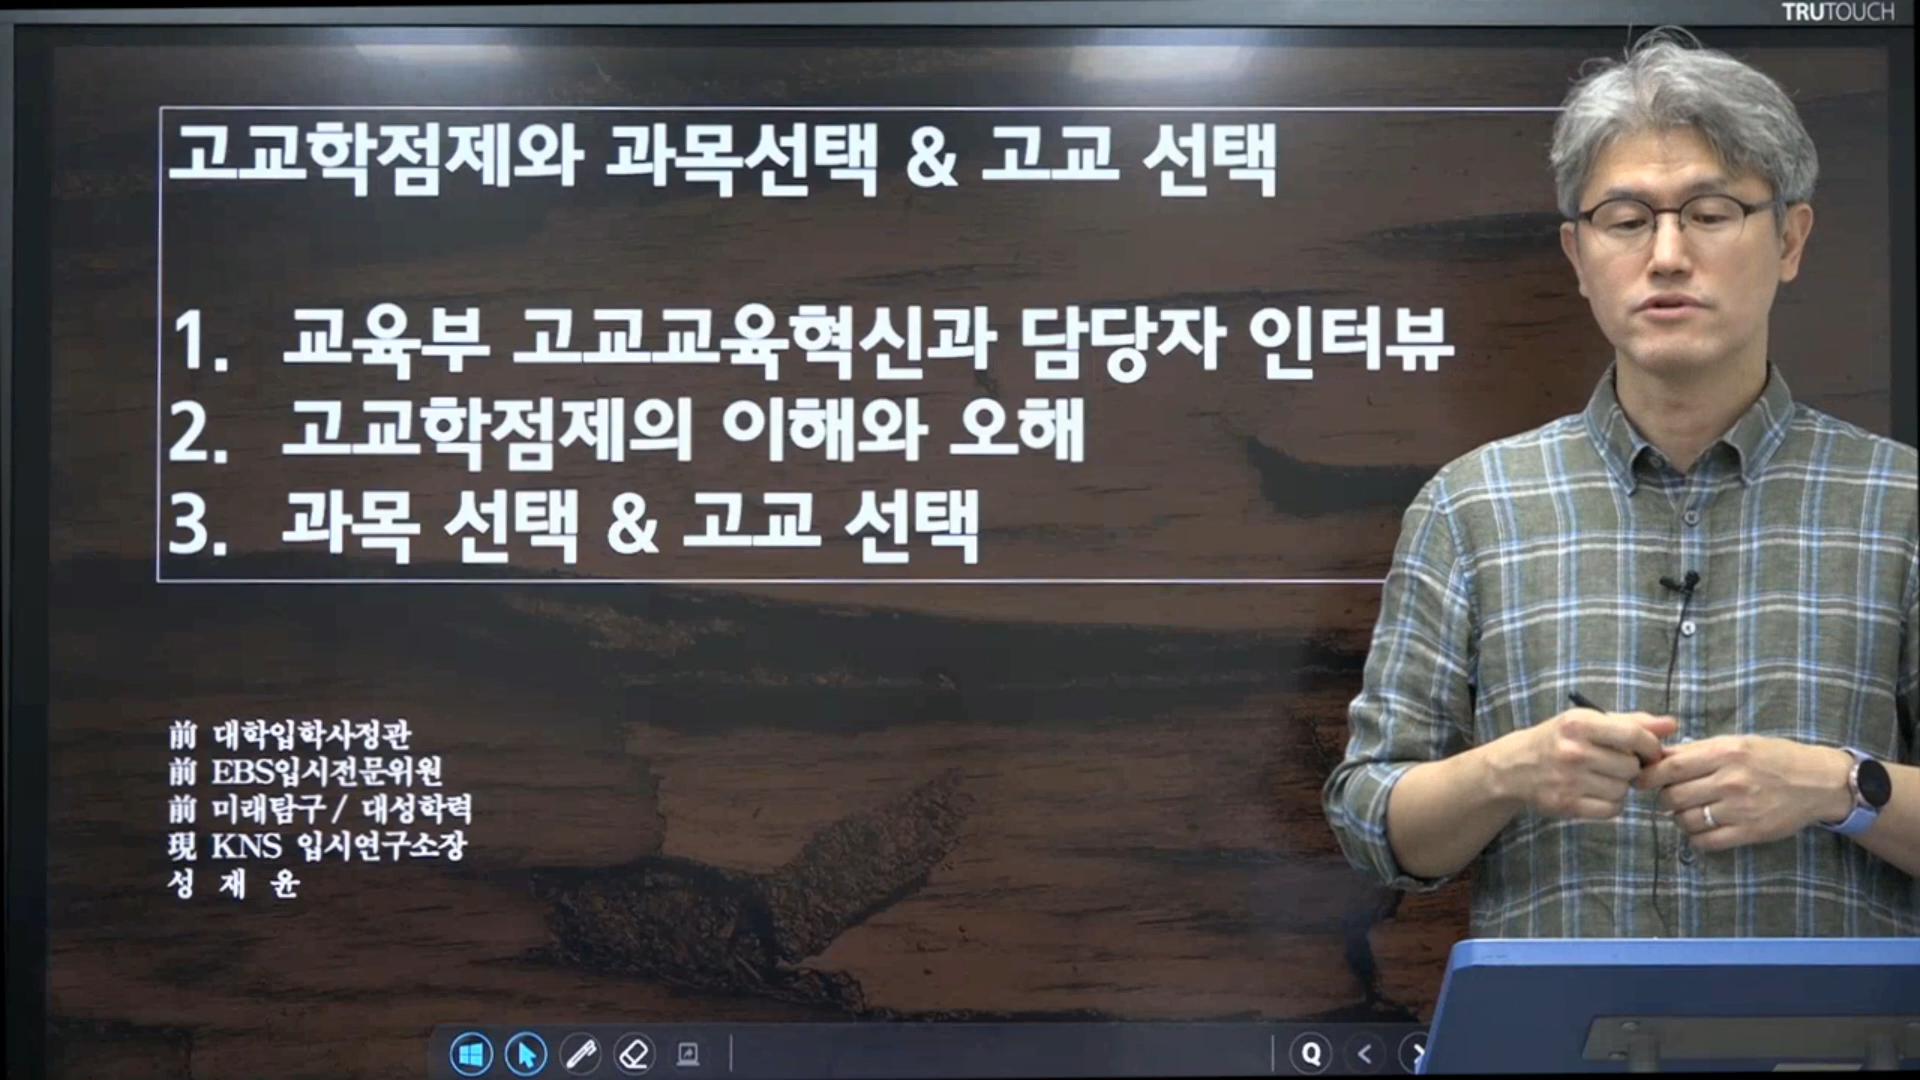 TRUTOUCH
고교학점제와 과목선택 & 고교 선택
1. 교육부 고교교육혁신과 담당자 인터뷰
2. 고교학점제의 이해와 오해
3. 과목 선택 & 고교 선택
前 대학입학사정관
前 EBS입시전문위원
前 미래탐구/ 대성학력
現 KNS 입시연구소장
성 재 윤
Q